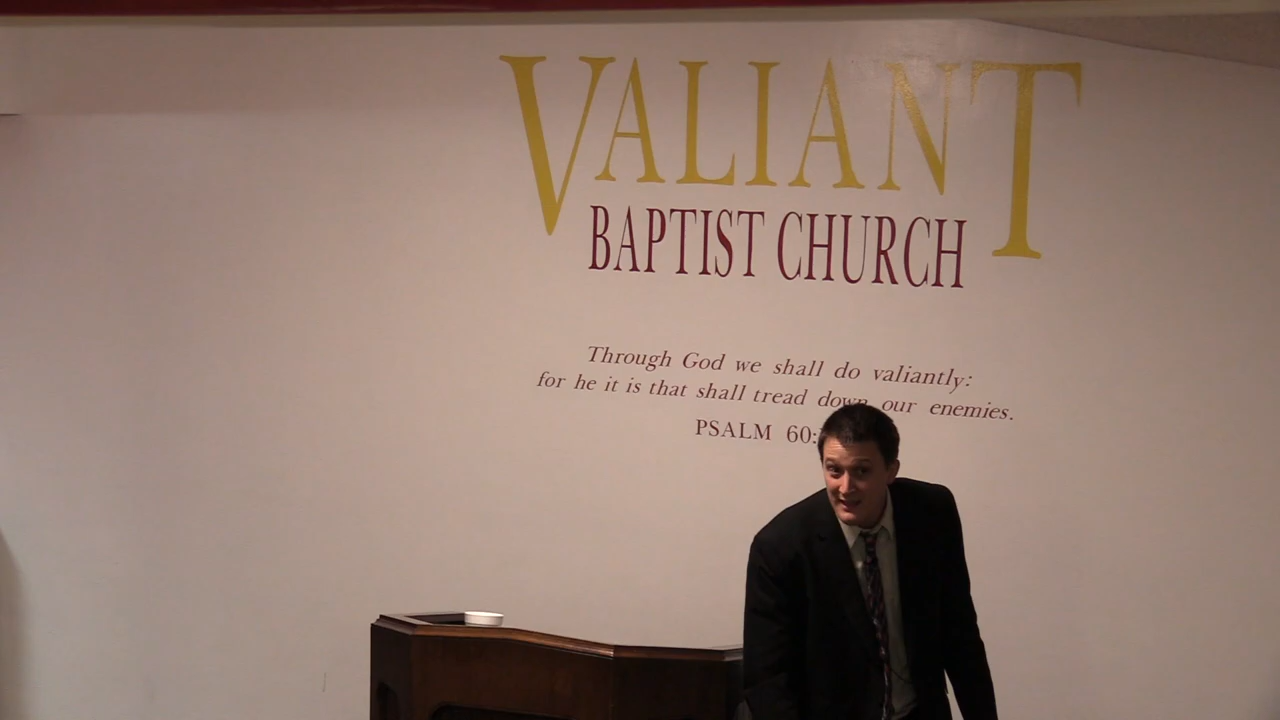 VALIANT
BAPTIST CHURCH
Through God we shall do valiantly:
for he it is that shall tread down our enemies.
PSALM 60: